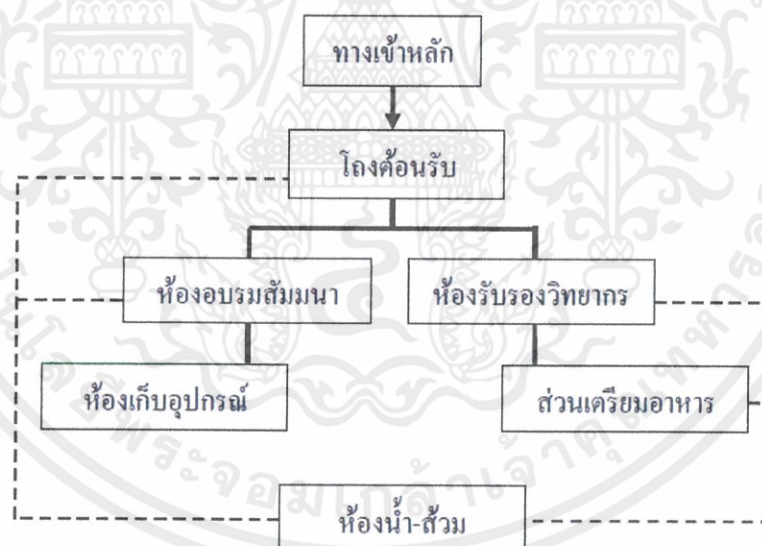 ทางเข้าหลัก
โถงต้อนรับ
ห้องอบรมสัมมนา
ห้องรับรองวิทยากร
ห้องเก็บอุปกรณ์
ส่วนเตรียมอาหาร
ห้องน้ำ-ส้วม